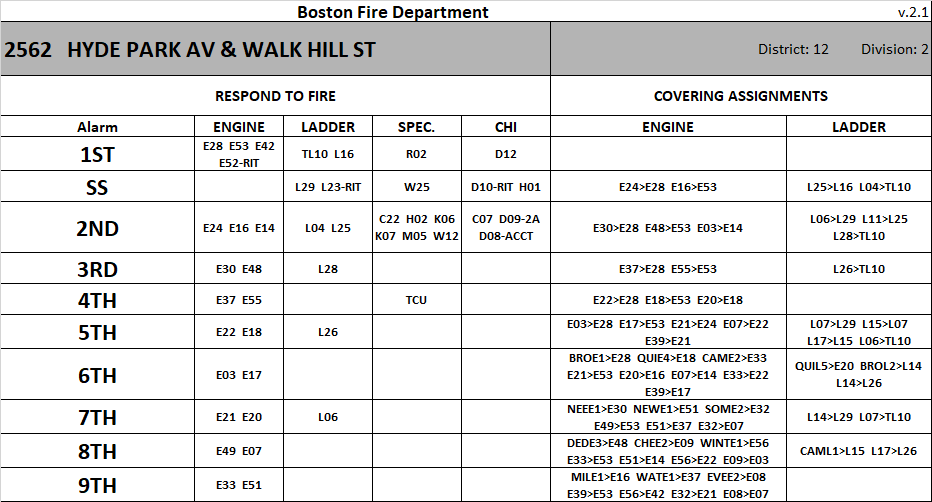 Boston Fire Department v.2.1
2562 HYDE PARK AV & WALK HILL ST District: 12 Division: 2
RESPOND TO FIRE COVERING ASSIGNMENTS
Alarm ENGINE LADDER SPEC. CHI ENGINE LADDER
1ST E28 E53 E42 TL10 L16 R02 D12
E52-RIT
SS L29 L23-RIT W25 D10-RIT H01 E24>E28 E16>E53 L25>L16 L04>TL10
2ND E24 E16 E14 L04 L25 C22 H02 K06 C07 D09-2A E30>E28 E48>E53 E03>E14 L06>L29 L11>L25
K07 M05 W12 D08-ACCT L28>TL10
3RD E30 E48 L28 E37>E28 E55>E53 L26>TL10
4TH E37 E55 TCU E22>E28 E18>E53 E20>E18
5TH E22 E18 L26 E03>E28 E17>E53 E21>E24 E07>E22 L07>L29 L15>L07
E39>E21 L17>L15 L06>TL10
6TH E03 E17 BROE1>E28 QUIE4>E18 CAME2>E33 QUIL5>E20 BROL2>L14
E21>E53 E20>E16 E07>E14 E33>E22 L14>L26
E39>E17
7TH E21 E20 L06 NEEE1>E30 NEWE1>E51 SOME2>E32 L14>L29 L07>TL10
E49>E53 E51>E37 E32>E07
8TH E49 E07 DEDE3>E48 CHEE2>E09 WINTE1>E56 CAML1>L15 L17>L26
E33>E53 E51>E14 E56>E22 E09>E03
9TH E33 E51 MILE1>E16 WATE1>E37 EVEE2>E08
E39>E53 E56>E42 E32>E21 E08>E07